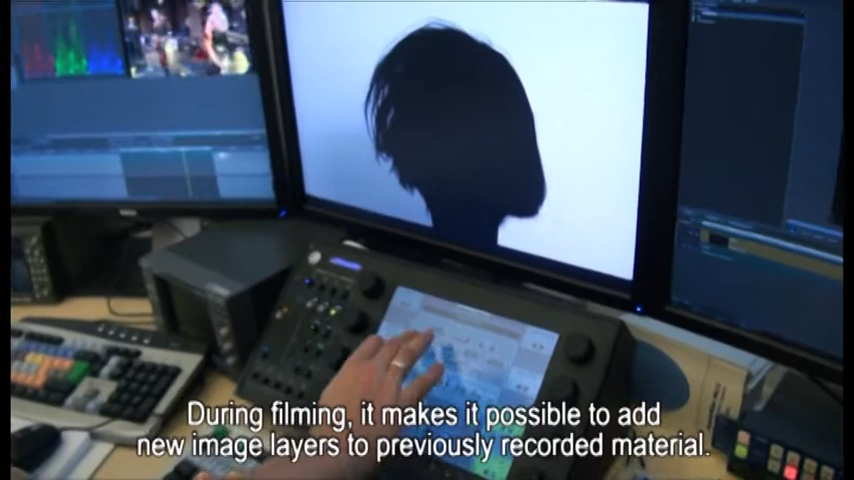 During filming, it makes it possible to add
new image layers to previously recorded material.